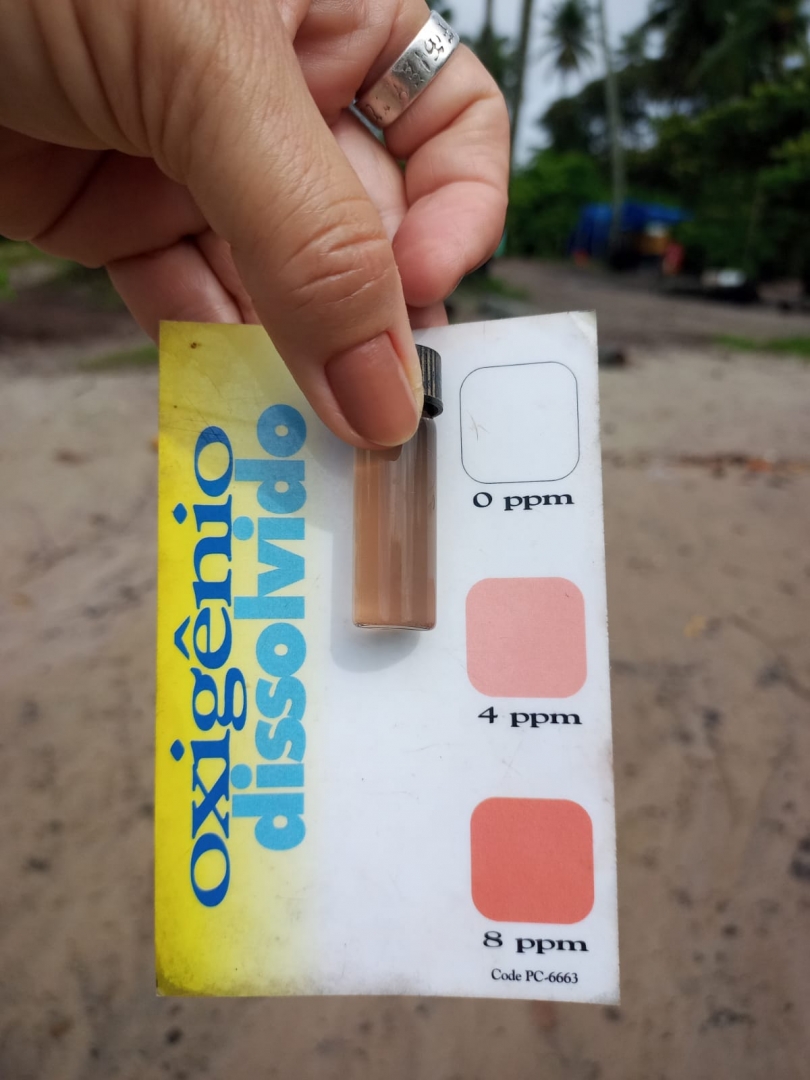 oxigênio
dissolvido
0 ppm
4 ppm
8 ppm
Code PC-6663